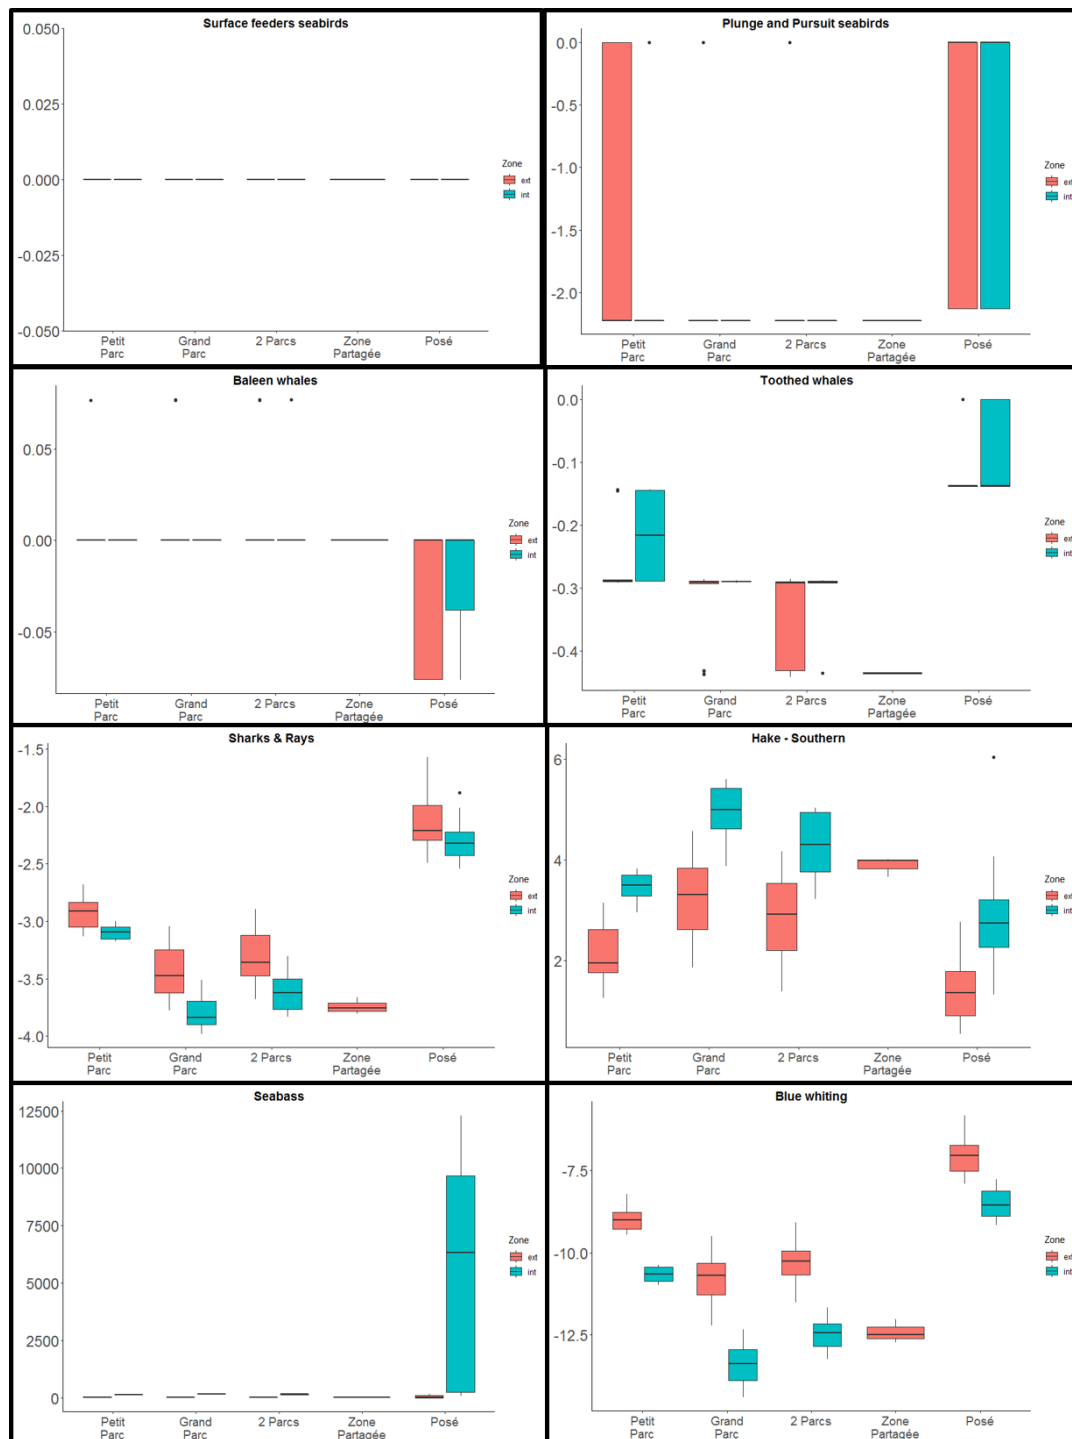 Surface feeders seabirds
0.050
0.025
0.000
-0.025
-0.050
Petit Parc
Grand Parc
2 Parcs
Zone Partagée
Posé
Zone
ext
int
Plunge and Pursuit seabirds
0.0
-0.5
-1.0
-1.5
-2.0
Petit Parc
Grand Parc
2 Parcs
Zone Partagée
Posé
Zone
ext
int
Baleen whales
0.05
0.00
-0.05
Petit Parc
Grand Parc
2 Parcs
Zone Partagée
Posé
Zone
ext
int
Toothed whales
0.0
-0.1
-0.2
-0.3
-0.4
Petit Parc
Grand Parc
2 Parcs
Zone Partagée
Posé
Zone
ext
int
Sharks & Rays
-1.5
-2.0
-2.5
-3.0
-3.5
-4.0
Petit Parc
Grand Parc
2 Parcs
Zone Partagée
Posé
Zone
ext
int
Hake - Southern
6
4
2
Petit Parc
Grand Parc
2 Parcs
Zone Partagée
Posé
Zone
ext
int
Seabass
12500
10000
7500
5000
2500
0
Petit Parc
Grand Parc
2 Parcs
Zone Partagée
Posé
Zone
ext
int
Blue whiting
-7.5
-10.0
-12.5
Petit Parc
Grand Parc
2 Parcs
Zone Partagée
Posé
Zone
ext
int